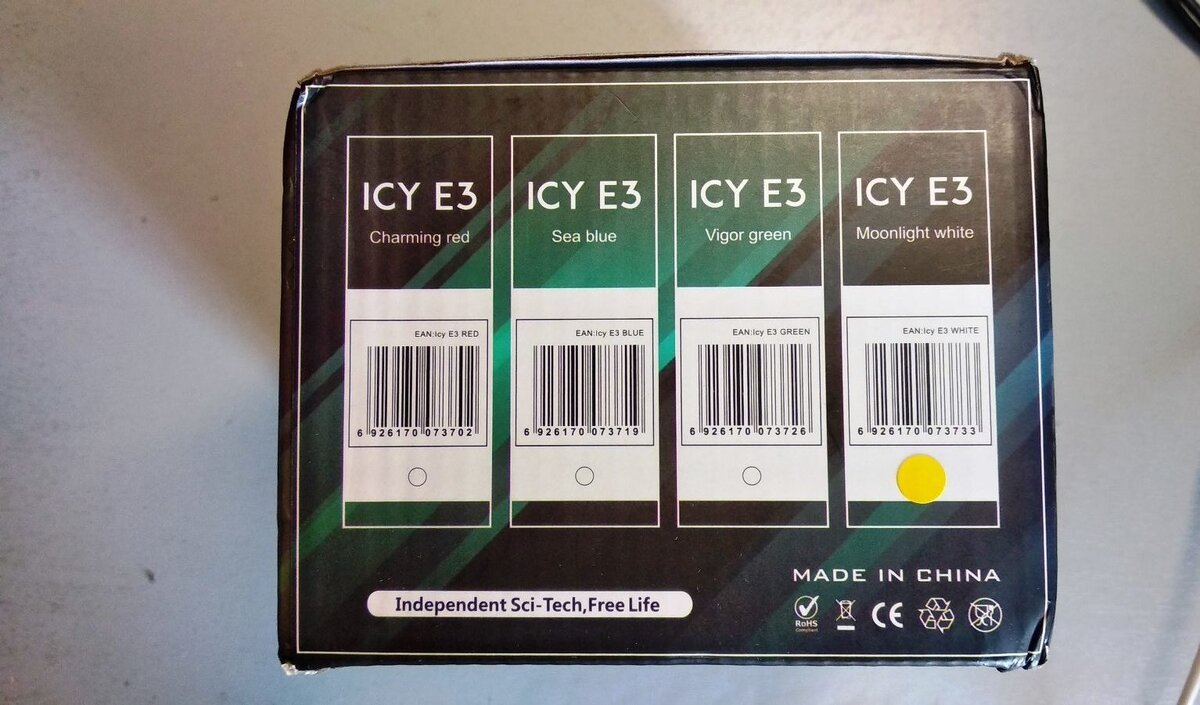 ICY E3
Charming red
EAN:Icy E3 RED
6 926170 073702
ICY E3
Sea blue
EAN:Icy E3 BLUE
6 926170 073719
ICY E3
Vigor green
EAN:Icy E3 GREEN
6 926170 073726
ICY E3
Moonlight white
EAN:Icy E3 WHITE
6 926170 073733
Independent Sci-Tech,Free Life
MADE IN CHINA
RoHS
Compliant
CE